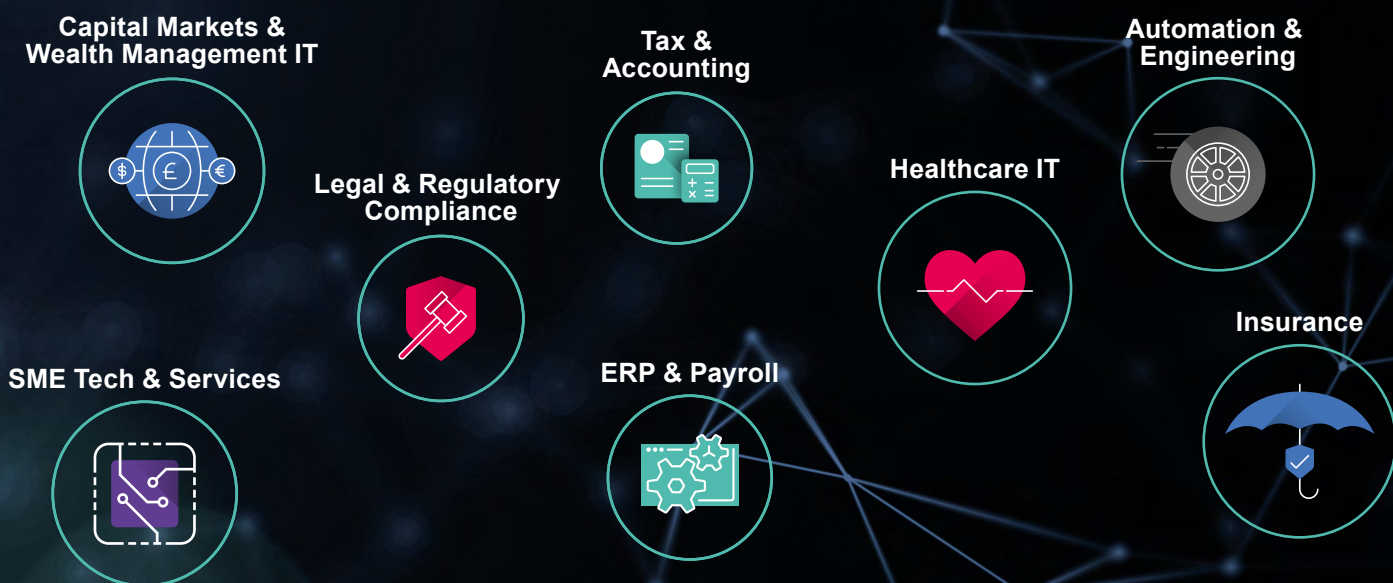 Capital Markets &
Wealth Management IT
$
£
€
Legal & Regulatory
Compliance
Tax &
Accounting
Healthcare IT
Automation &
Engineering
Insurance
SME Tech & Services
ERP & Payroll